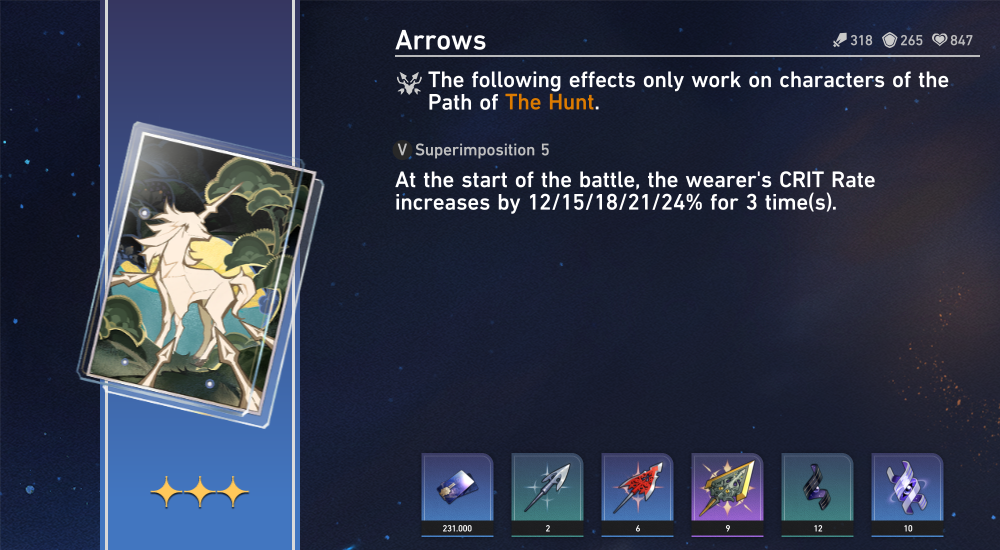 Arrows
318 265 847
The following effects only work on characters of the
Path of The Hunt.
V Superimposition 5
At the start of the battle, the wearer's CRIT Rate
increases by 12/15/18/21/24% for 3 time(s).
231.000 2 6 9 12 10